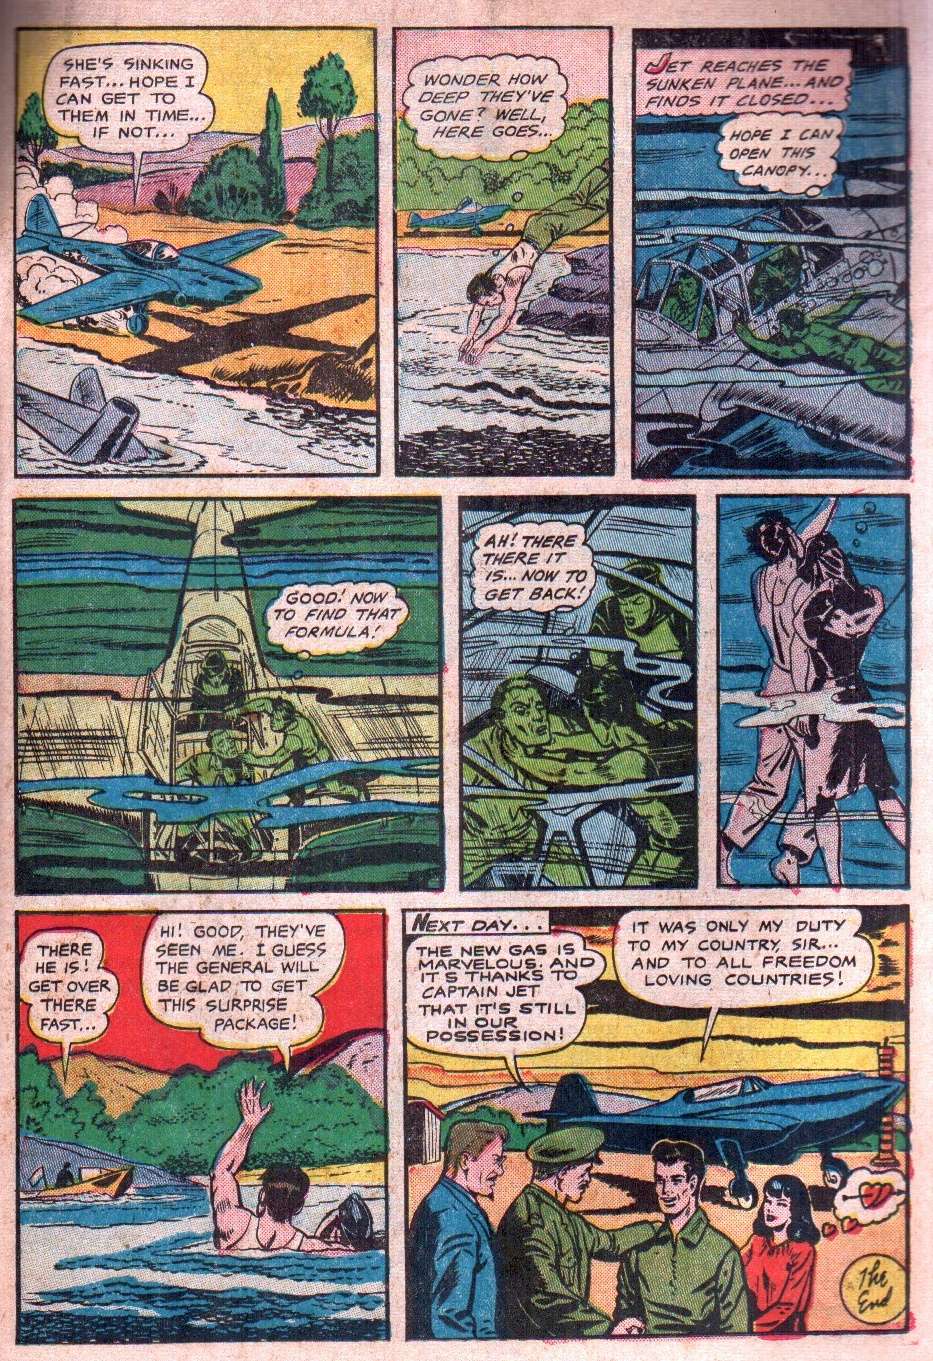 SHE'S SINKING
FAST... HOPE I
CAN GET TO
THEM IN TIME...
IF NOT...
WONDER HOW
DEEP THEY'VE
GONE? WELL,
HERE GOES...
JET REACHES THE
SUNKEN PLANE... AND
FINDS IT CLOSED...
HOPE I CAN
OPEN THIS
CANOPY...
GOOD! NOW
TO FIND THAT
FORMULA!
AH! THERE
THERE IT
IS... NOW TO
GET BACK!
THERE
HE IS!
GET OVER
THERE
FAST...
HI! GOOD, THEY'VE
SEEN ME. I GUESS
THE GENERAL WILL
BE GLAD TO GET
THIS SURPRISE
PACKAGE!
NEXT DAY...
THE NEW GAS IS
MARVELOUS. AND
IT'S THANKS TO
CAPTAIN JET
THAT IT'S STILL
IN OUR
POSSESSION!
IT WAS ONLY MY DUTY
TO MY COUNTRY, SIR...
AND TO ALL FREEDOM
LOVING COUNTRIES!
The
End